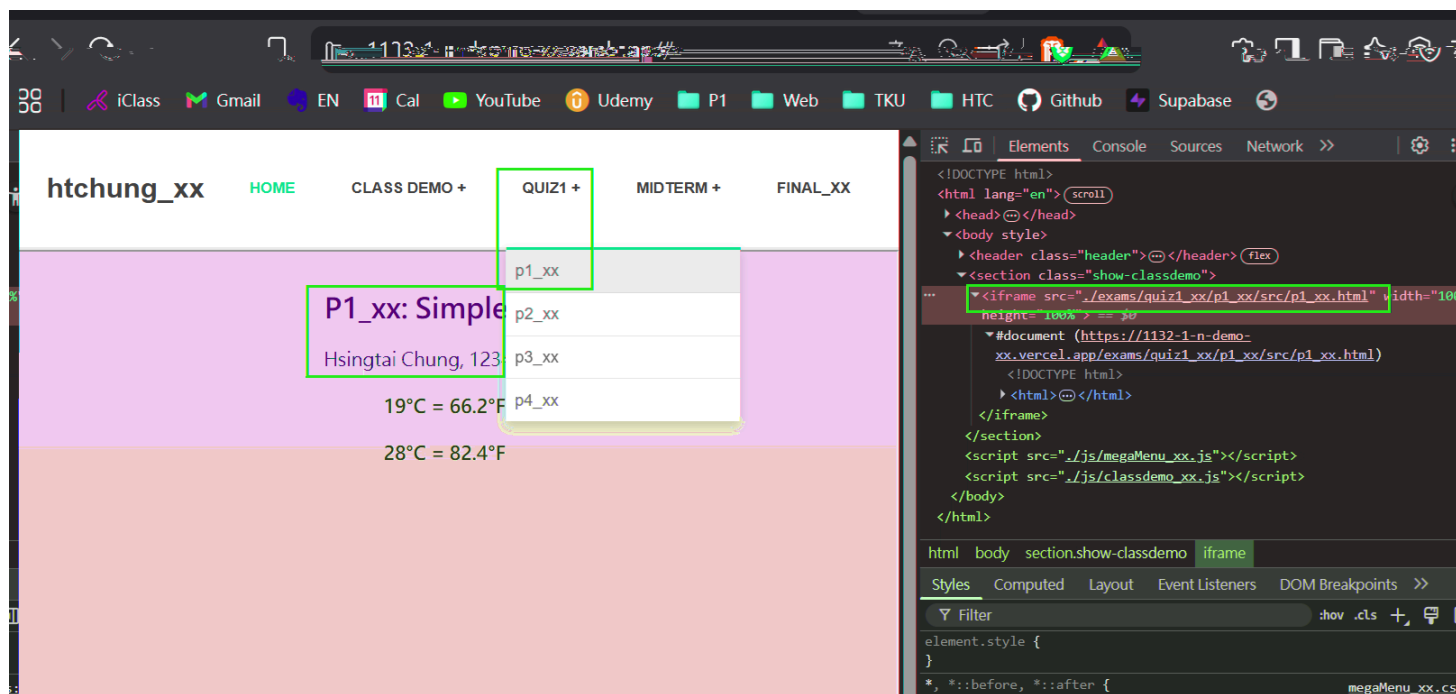 iClass Gmail EN 11 Cal YouTube Udemy P1 Web TKU HTC Github Supabase
htchung_xx HOME CLASS DEMO + QUIZ1 + MIDTERM + FINAL_XX
p1_xx
p2_xx
p3_xx
p4_xx
P1_xx: Simple
Hsingtai Chung, 123
19°C = 66.2°F
28°C = 82.4°F
Elements Console Sources Network >>
<!DOCTYPE html>
<html lang="en"> scroll
<head> </head>
<body style>
<header class="header"> </header> flex
<section class="show-classdemo">
<iframe src="./exams/quiz1_xx/p1_xx/src/p1_xx.html" width="100
height="100%"> == $0
#document (https://1132-1-n-demo-
xx.vercel.app/exams/quiz1_xx/p1_xx/src/p1_xx.html)
<!DOCTYPE html>
<html> </html>
</iframe>
</section>
<script src="./js/megaMenu_xx.js"></script>
<script src="./js/classdemo_xx.js"></script>
</body>
</html>
html body section.show-classdemo iframe
Styles Computed Layout Event Listeners DOM Breakpoints >>
Filter :hov .cls +
element.style {
}
*, *::before, *::after { megaMenu_xx.cs